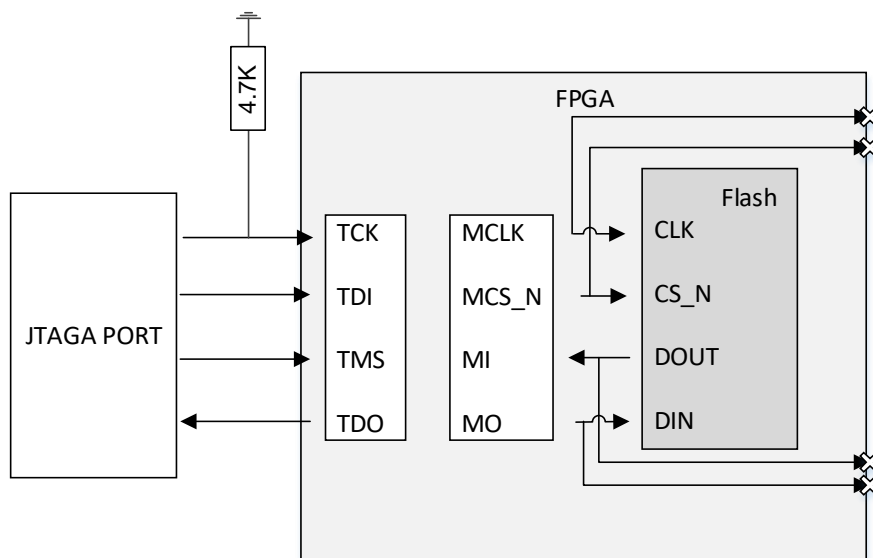 4.7K
FPGA
Flash
JTAGA PORT
TCK
TDI
TMS
TDO
MCLK
MCS_N
MI
MO
CLK
CS_N
DOUT
DIN